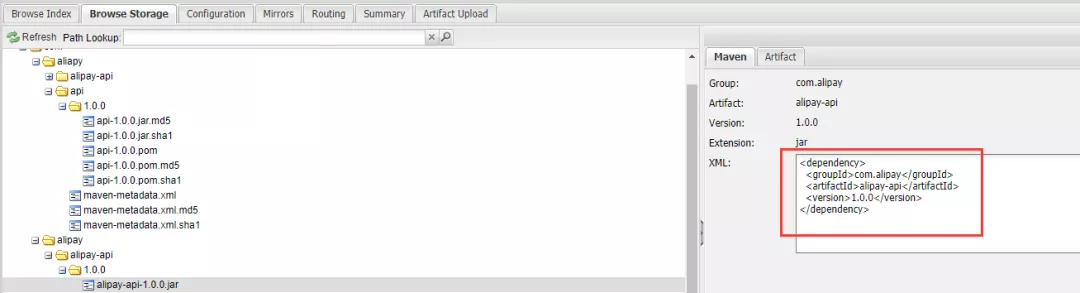 Browse Index
Browse Storage
Configuration
Mirrors
Routing
Summary
Artifact Upload
Refresh Path Lookup:
aliapy
alipay-api
api
1.0.0
api-1.0.0.jar.md5
api-1.0.0.jar.sha1
api-1.0.0.pom
api-1.0.0.pom.md5
api-1.0.0.pom.sha1
maven-metadata.xml
maven-metadata.xml.md5
maven-metadata.xml.sha1
alipay
alipay-api
1.0.0
alipay-api-1.0.0.jar
Maven
Artifact
Group: com.alipay
Artifact: alipay-api
Version: 1.0.0
Extension: jar
XML:
<dependency>
<groupId>com.alipay</groupId>
<artifactId>alipay-api</artifactId>
<version>1.0.0</version>
</dependency>